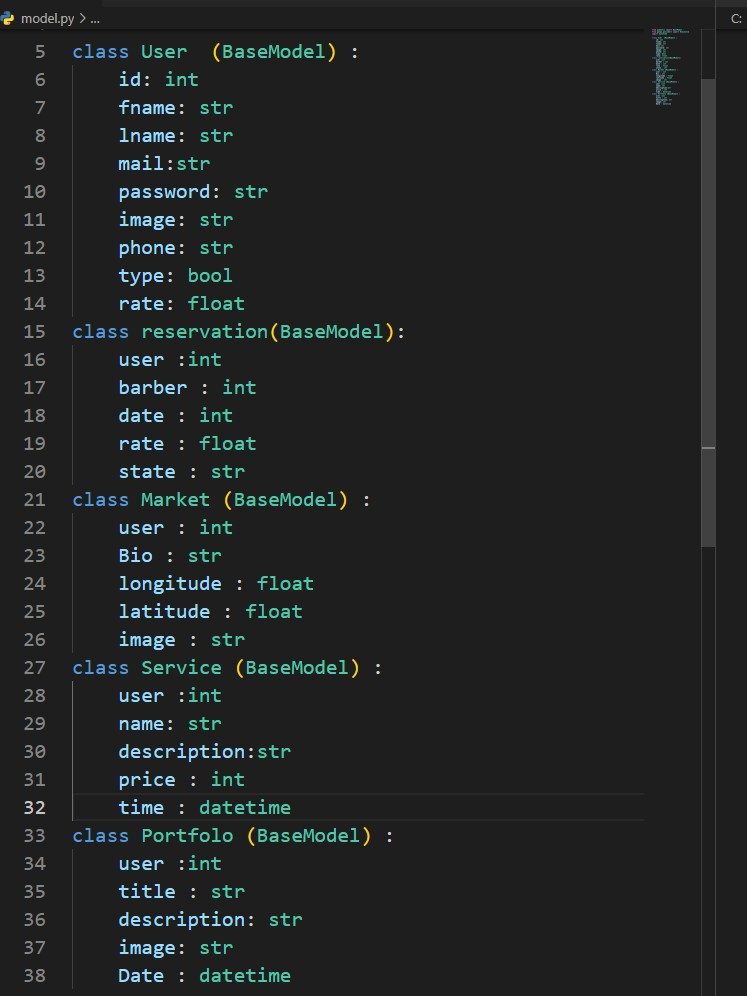 model.py > ...
C:
5 class User  (BaseModel) :
6     id: int
7     fname: str
8     lname: str
9     mail:str
10     password: str
11     image: str
12     phone: str
13     type: bool
14     rate: float
15 class reservation(BaseModel):
16     user :int
17     barber : int
18     date : int
19     rate : float
20     state : str
21 class Market (BaseModel) :
22     user : int
23     Bio : str
24     longitude : float
25     latitude : float
26     image : str
27 class Service (BaseModel) :
28     user :int
29     name: str
30     description:str
31     price : int
32     time : datetime
33 class Portfolo (BaseModel) :
34     user :int
35     title : str
36     description: str
37     image: str
38     Date : datetime